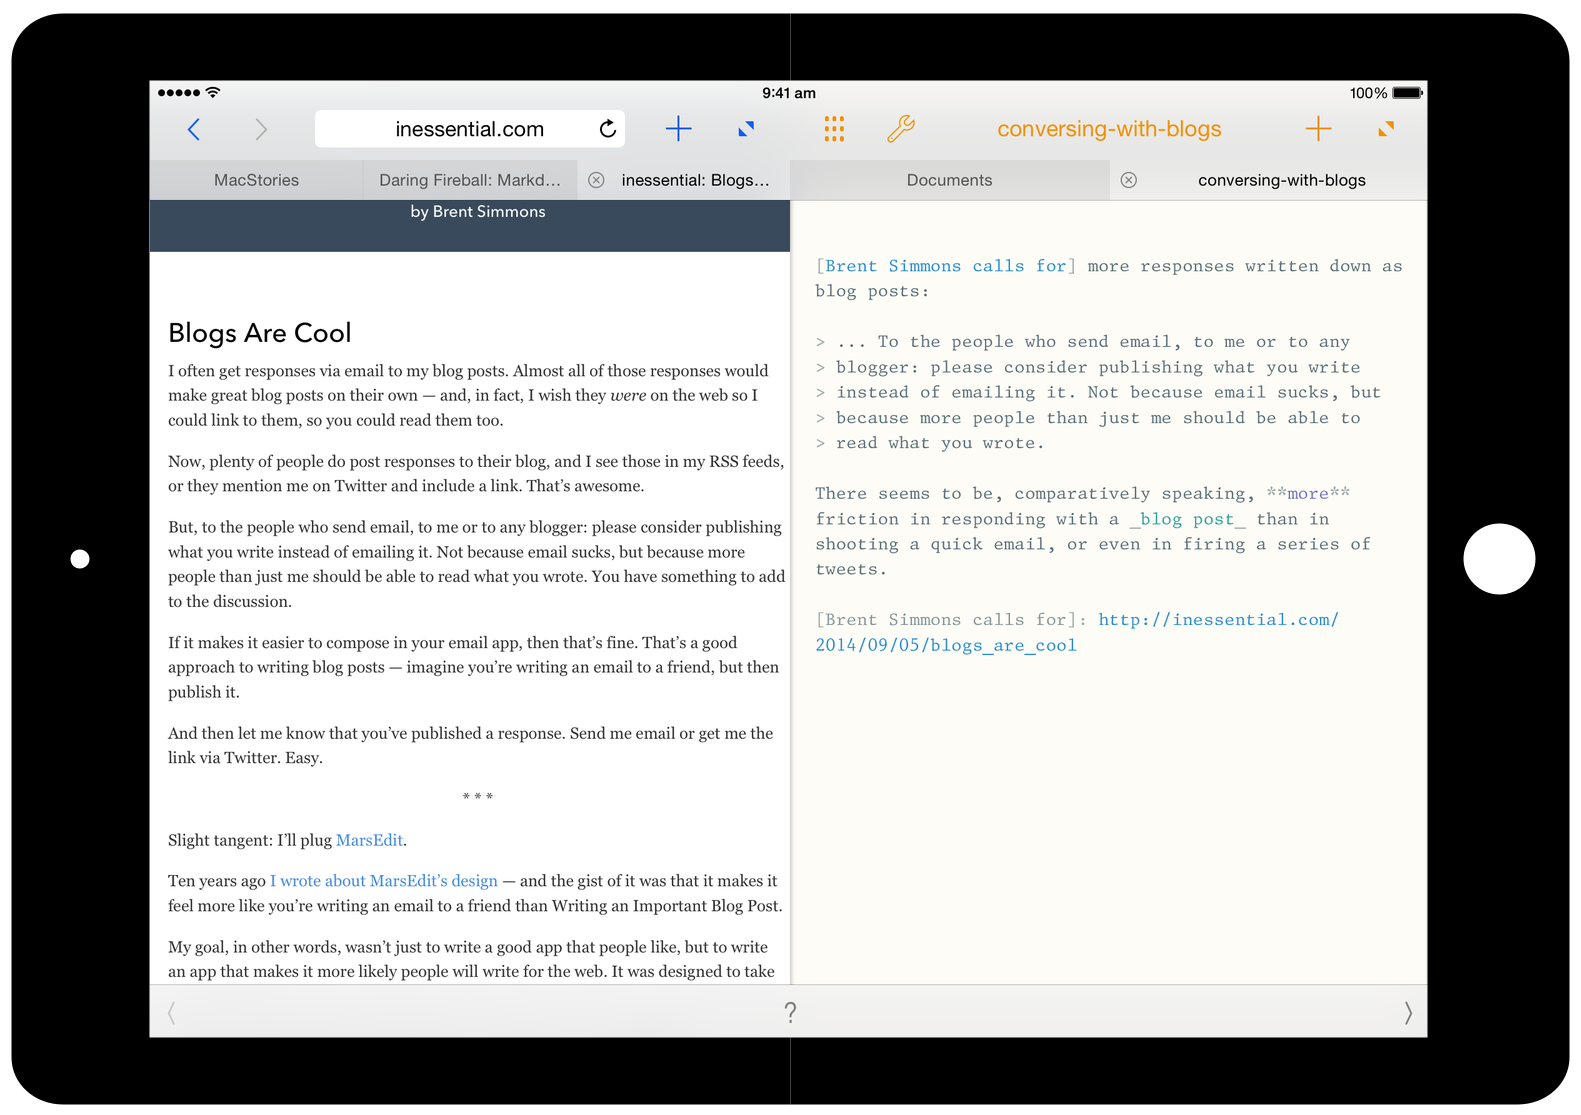 9:41 am
100%
inessential.com
conversing-with-blogs
MacStories
Daring Fireball: Markd…
inessential: Blogs…
Documents
conversing-with-blogs
by Brent Simmons
Blogs Are Cool
I often get responses via email to my blog posts. Almost all of those responses would
make great blog posts on their own — and, in fact, I wish they were on the web so I
could link to them, so you could read them too.
Now, plenty of people do post responses to their blog, and I see those in my RSS feeds,
or they mention me on Twitter and include a link. That’s awesome.
But, to the people who send email, to me or to any blogger: please consider publishing
what you write instead of emailing it. Not because email sucks, but because more
people than just me should be able to read what you wrote. You have something to add
to the discussion.
If it makes it easier to compose in your email app, then that’s fine. That’s a good
approach to writing blog posts — imagine you’re writing an email to a friend, but then
publish it.
And then let me know that you’ve published a response. Send me email or get me the
link via Twitter. Easy.
* * *
Slight tangent: I’ll plug MarsEdit.
Ten years ago I wrote about MarsEdit’s design — and the gist of it was that it makes it
feel more like you’re writing an email to a friend than Writing an Important Blog Post.
My goal, in other words, wasn’t just to write a good app that people like, but to write
an app that makes it more likely people will write for the web. It was designed to take
[Brent Simmons calls for] more responses written down as
blog posts:
> ... To the people who send email, to me or to any
> blogger: please consider publishing what you write
> instead of emailing it. Not because email sucks, but
> because more people than just me should be able to
> read what you wrote.
There seems to be, comparatively speaking, **more**
friction in responding with a _blog post_ than in
shooting a quick email, or even in firing a series of
tweets.
[Brent Simmons calls for]: http://inessential.com/
2014/09/05/blogs_are_cool
?